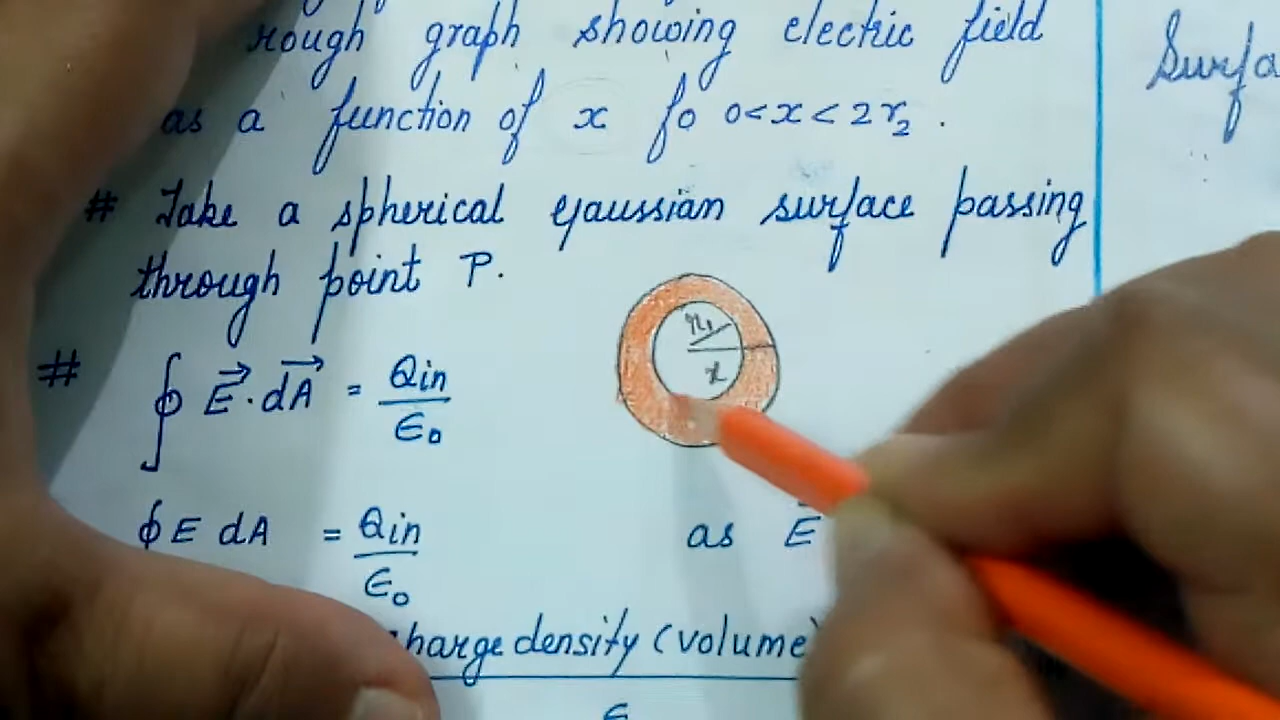 rough graph showing electric field
as a function of x fo 0<x<2r₂ .
# Take a spherical gaussian surface passing
through point P.
r₁
x
# ∮ E⃗ . dA⃗ = Qin/ϵ₀
∮ E dA = Qin/ϵ₀
as E
charge density (volume)
ϵ
Surfa